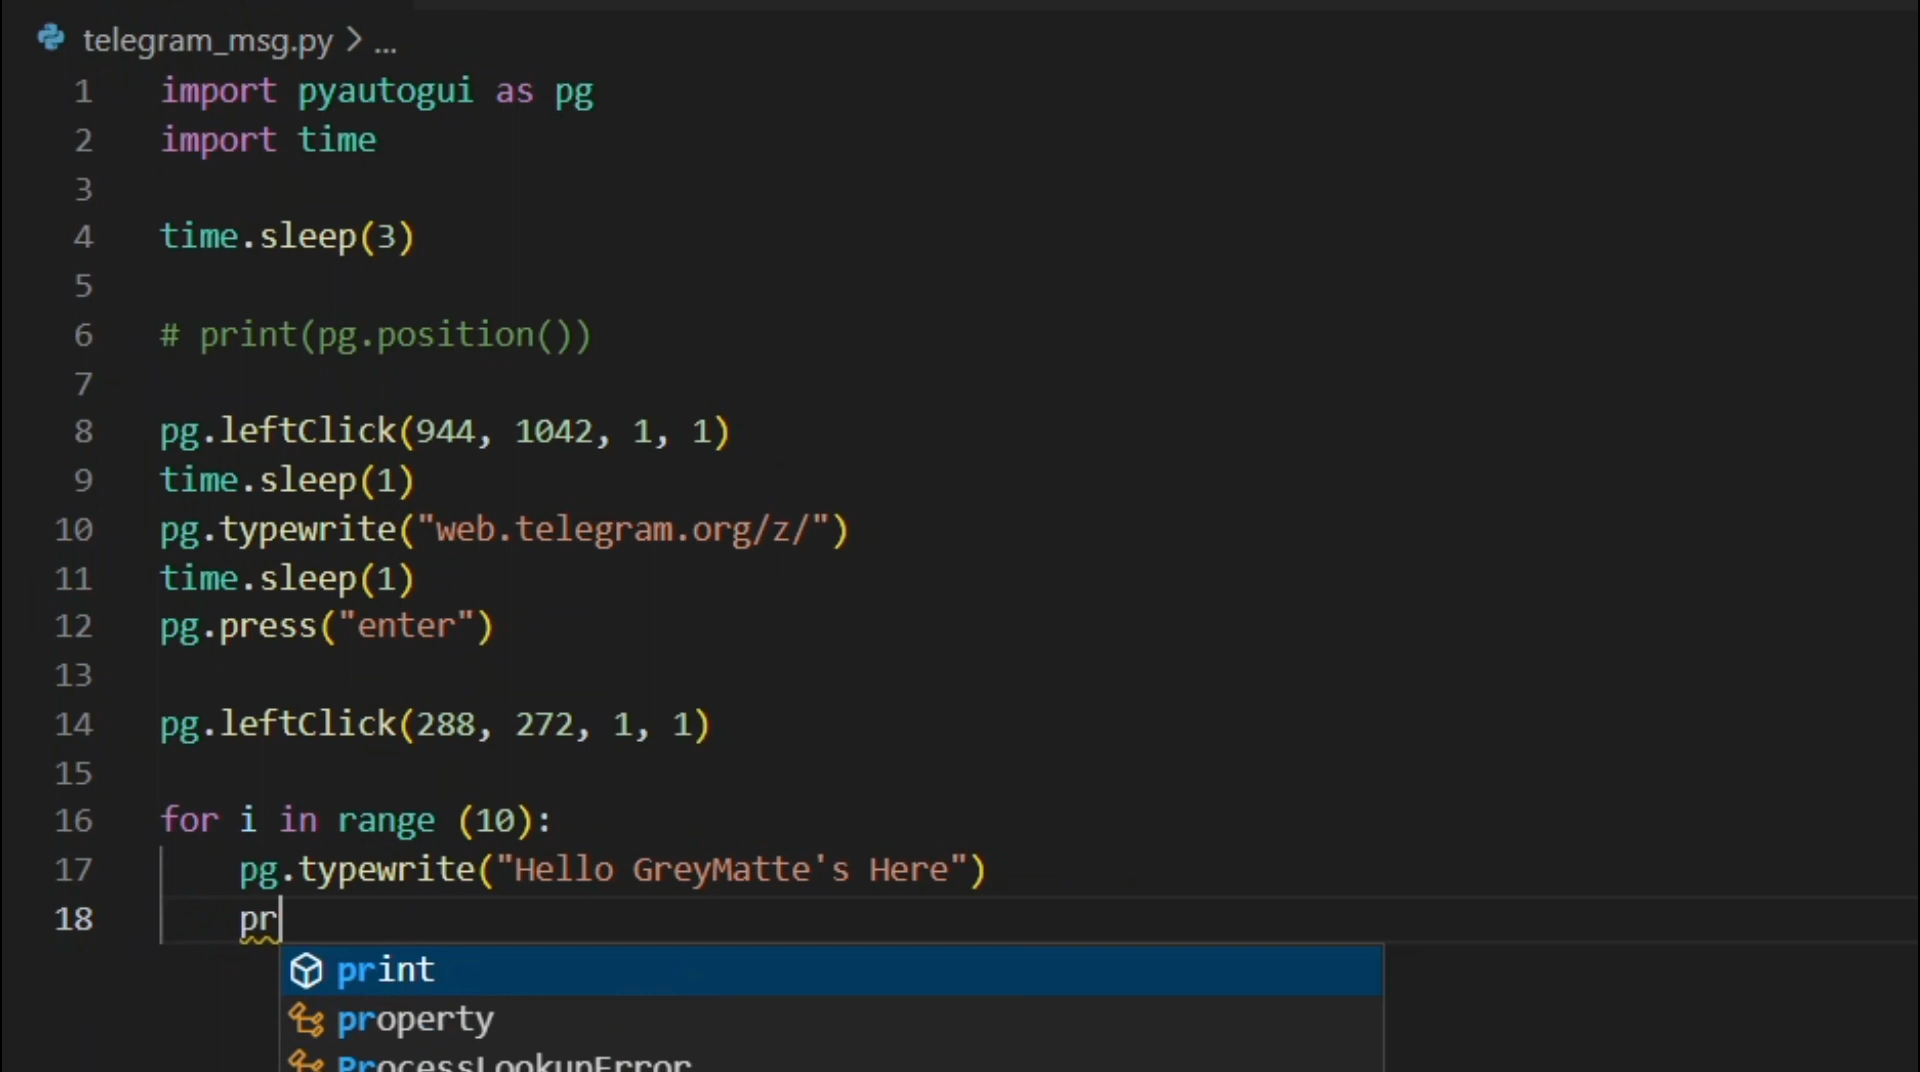 telegram_msg.py > ...
1 import pyautogui as pg
2 import time
3
4 time.sleep(3)
5
6 # print(pg.position())
7
8 pg.leftClick(944, 1042, 1, 1)
9 time.sleep(1)
10 pg.typewrite("web.telegram.org/z/")
11 time.sleep(1)
12 pg.press("enter")
13
14 pg.leftClick(288, 272, 1, 1)
15
16 for i in range (10):
17     pg.typewrite("Hello GreyMatte's Here")
18     pr
print
property
ProcessLookupError